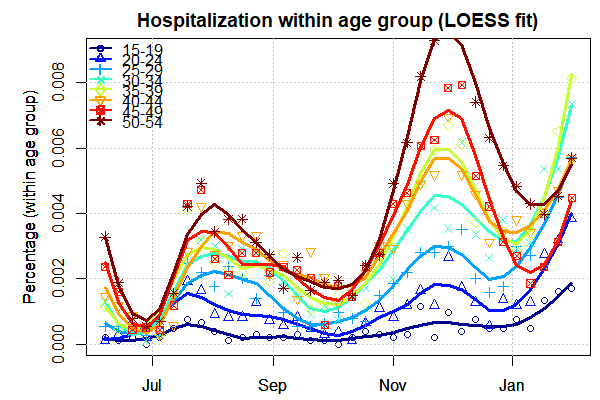 Hospitalization within age group (LOESS fit)
Percentage (within age group)
0.008
0.006
0.004
0.002
0.000
15-19
20-24
25-29
30-34
35-39
40-44
45-49
50-54
Jul
Sep
Nov
Jan